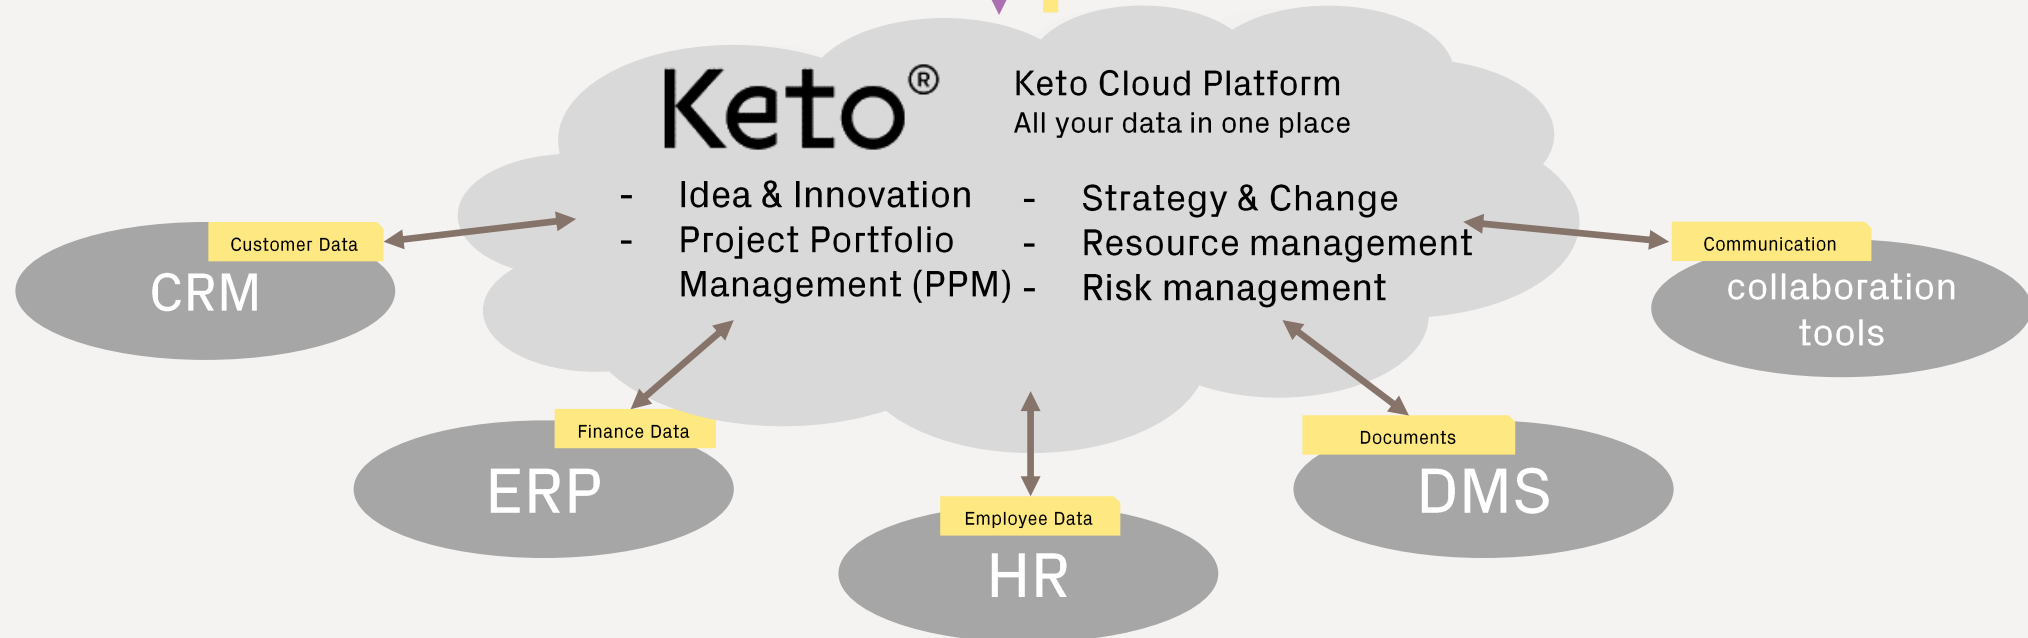 Keto®
Keto Cloud Platform
All your data in one place
- Idea & Innovation
- Project Portfolio
Management (PPM)
- Strategy & Change
- Resource management
- Risk management
Customer Data
CRM
Communication
collaboration
tools
Finance Data
ERP
Documents
DMS
Employee Data
HR